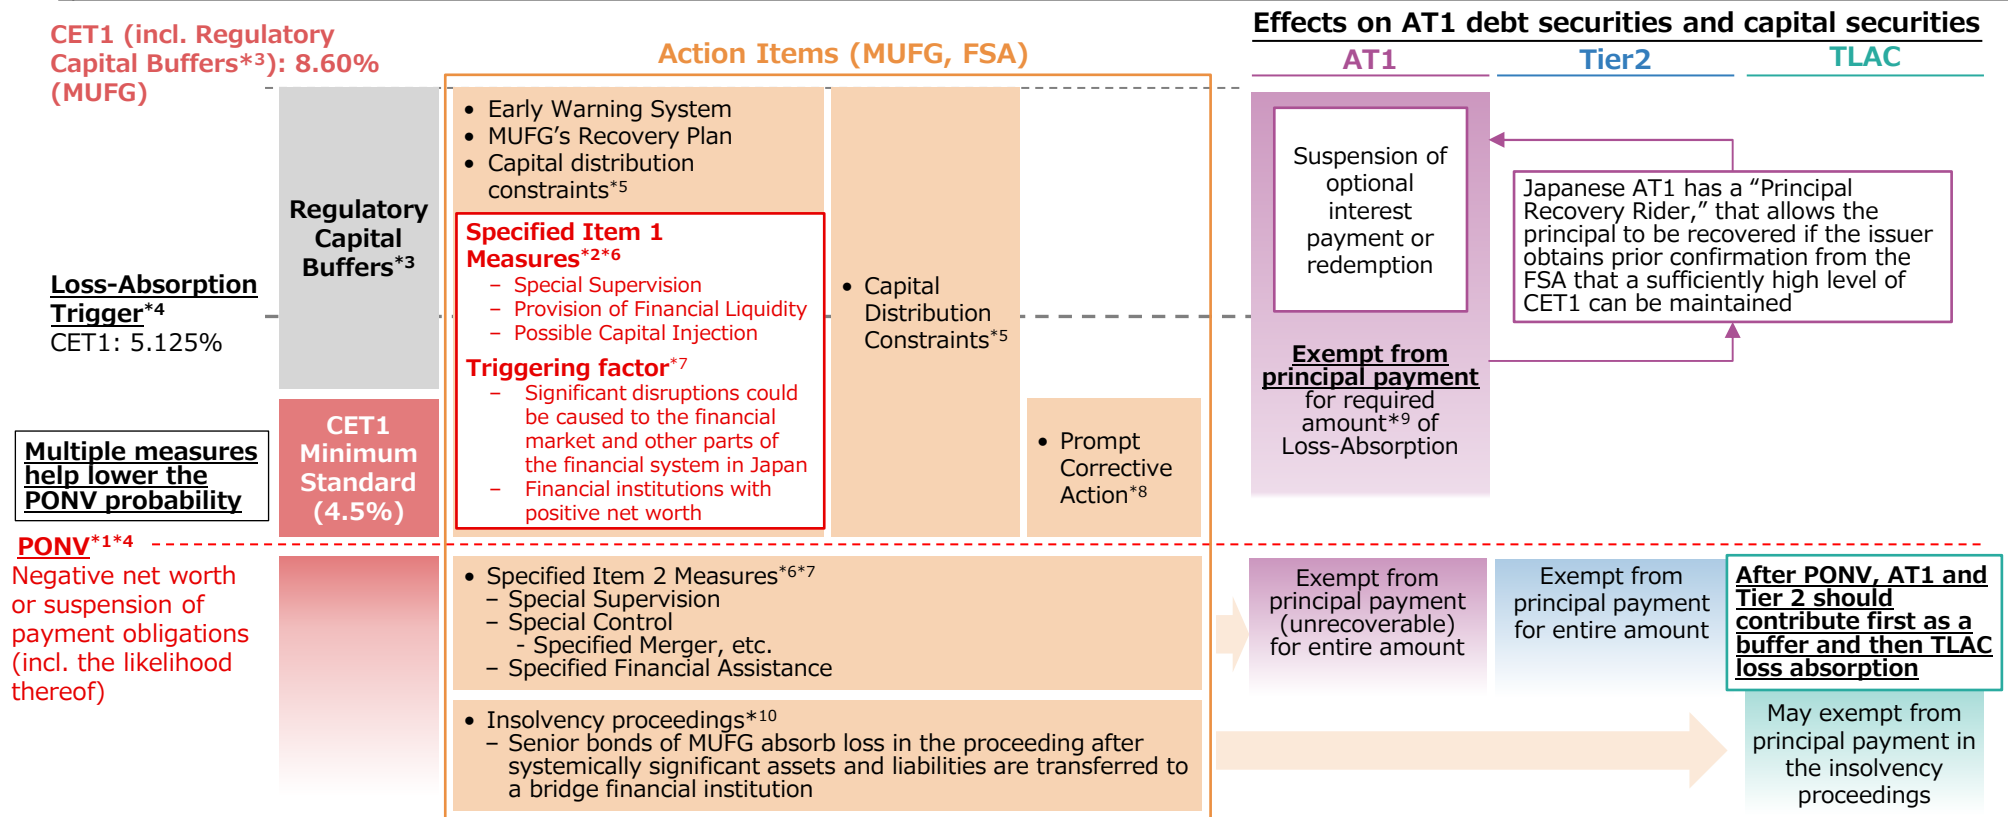 Effects on AT1 debt securities and capital securities
CET1 (incl. Regulatory
Capital Buffers*3): 8.60%
(MUFG)
Action Items (MUFG, FSA)
AT1
Tier2
TLAC
Regulatory
Capital
Buffers*3
• Early Warning System
• MUFG's Recovery Plan
• Capital distribution
constraints*5
Specified Item 1
Measures*2*6
– Special Supervision
– Provision of Financial Liquidity
– Possible Capital Injection
Triggering factor*7
– Significant disruptions could
be caused to the financial
market and other parts of
the financial system in Japan
– Financial institutions with
positive net worth
• Capital
Distribution
Constraints*5
• Prompt
Corrective
Action*8
Suspension of
optional
interest
payment or
redemption
Japanese AT1 has a “Principal
Recovery Rider,” that allows the
principal to be recovered if the issuer
obtains prior confirmation from the
FSA that a sufficiently high level of
CET1 can be maintained
Loss-Absorption
Trigger*4
CET1: 5.125%
Exempt from
principal payment
for required
amount*9 of
Loss-Absorption
CET1
Minimum
Standard
(4.5%)
Multiple measures
help lower the
PONV probability
PONV*1*4
Negative net worth
or suspension of
payment obligations
(incl. the likelihood
thereof)
• Specified Item 2 Measures*6*7
– Special Supervision
– Special Control
- Specified Merger, etc.
– Specified Financial Assistance
Exempt from
principal payment
(unrecoverable)
for entire amount
Exempt from
principal payment
for entire amount
After PONV, AT1 and
Tier 2 should
contribute first as a
buffer and then TLAC
loss absorption
• Insolvency proceedings*10
– Senior bonds of MUFG absorb loss in the proceeding after
systemically significant assets and liabilities are transferred to
a bridge financial institution
May exempt from
principal payment in
the insolvency
proceedings